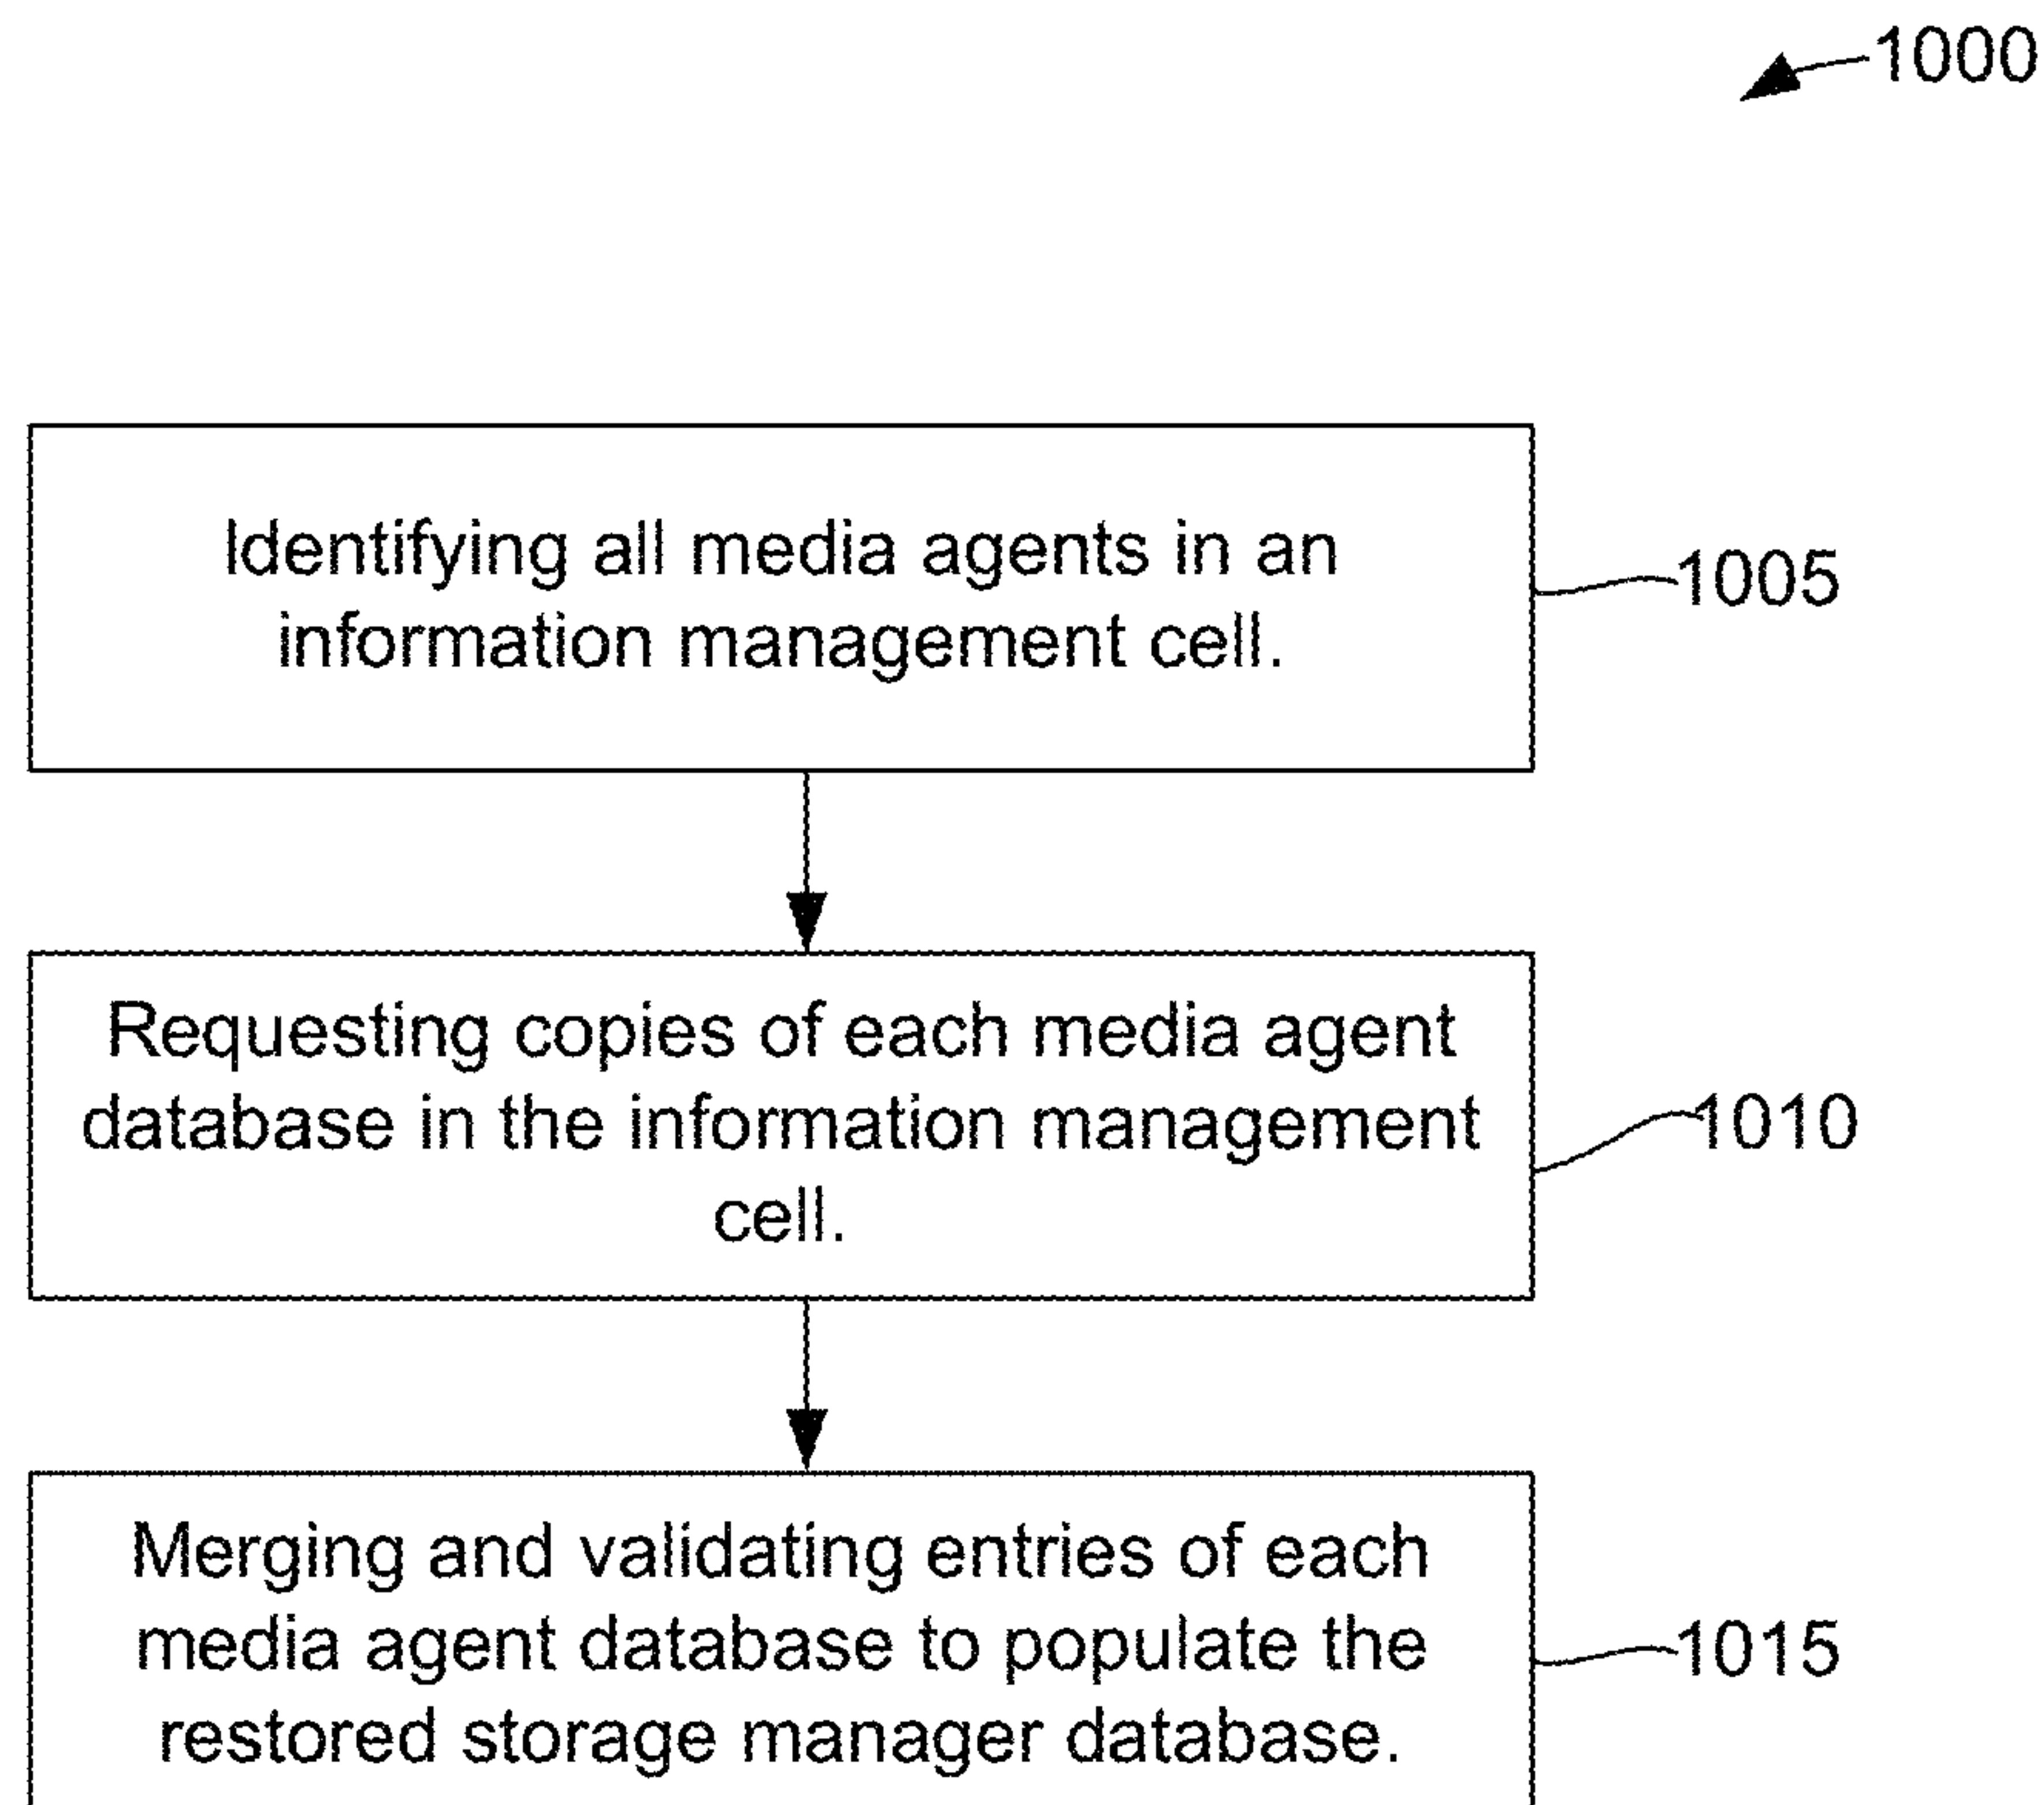 1000
Identifying all media agents in an
information management cell.
1005
Requesting copies of each media agent
database in the information management
cell.
1010
Merging and validating entries of each
media agent database to populate the
restored storage manager database.
1015